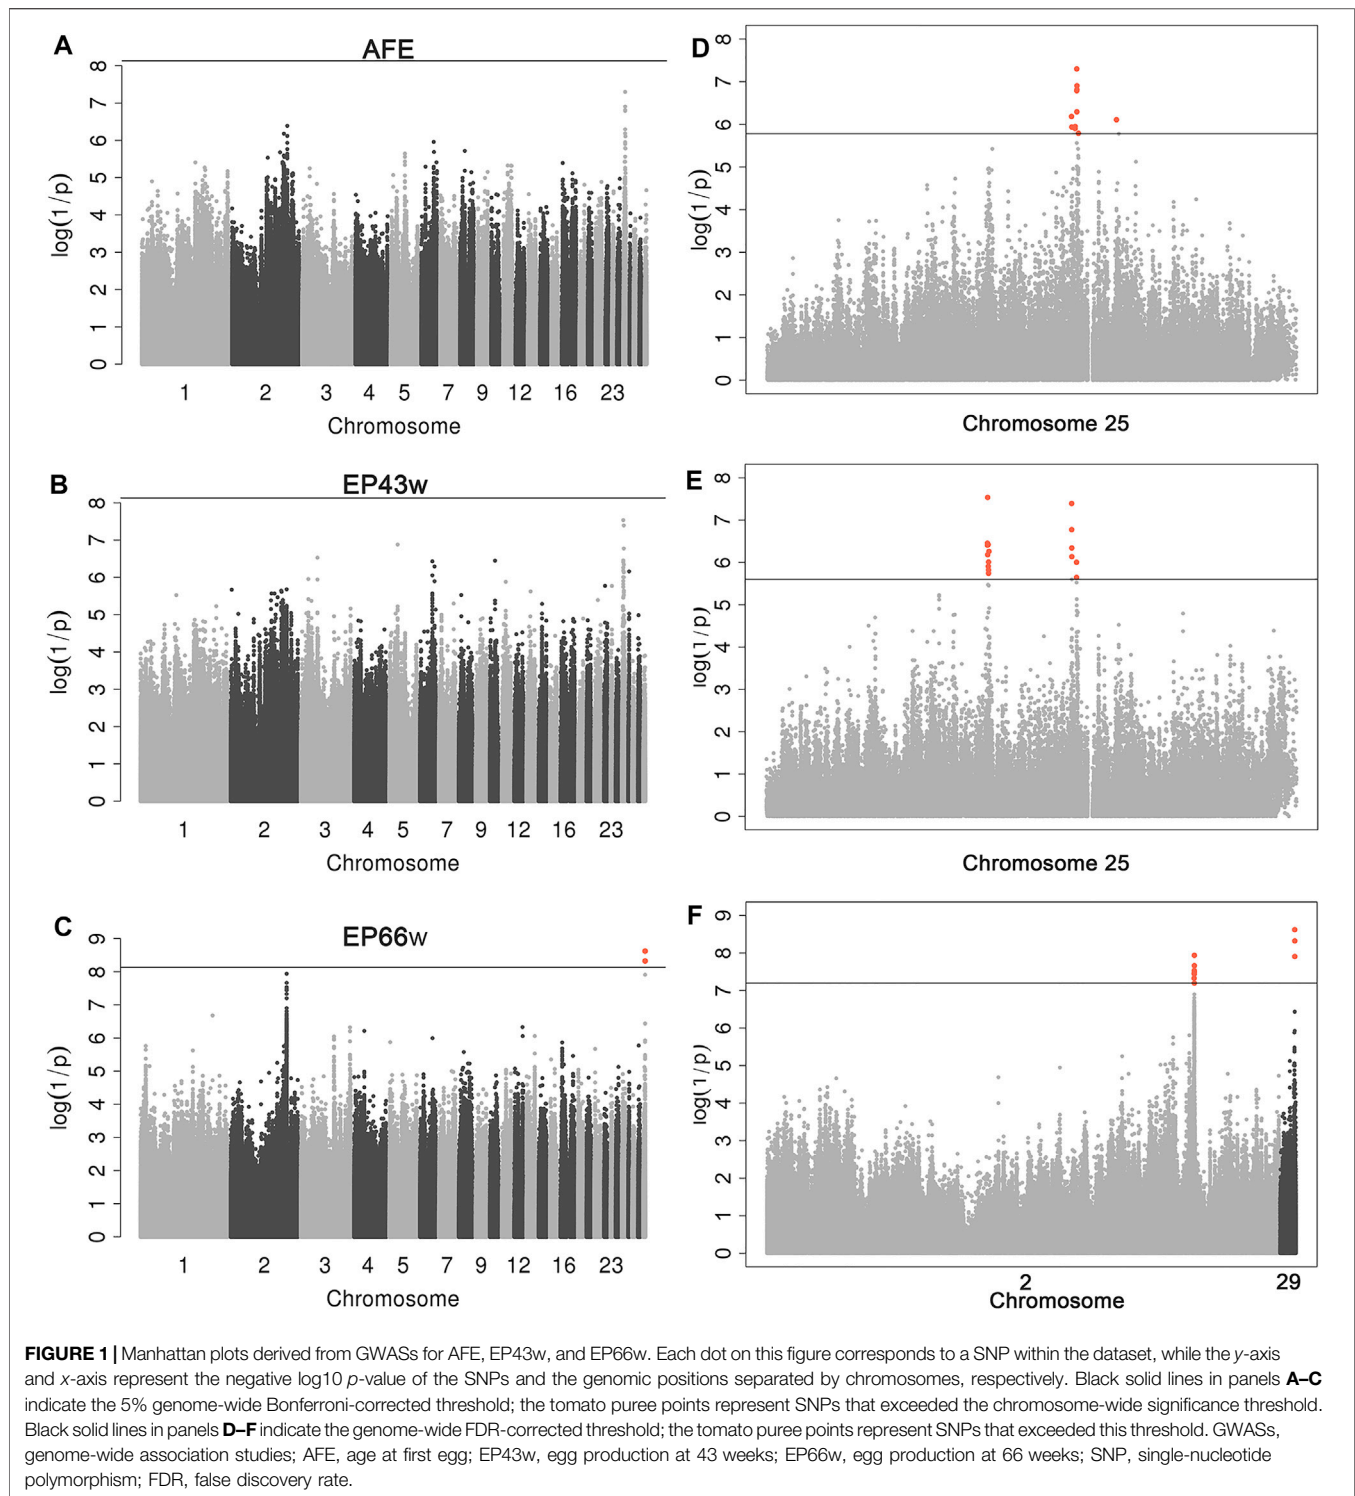 A
AFE
8
7
6
5
4
3
2
1
0
log(1/p)
1 2 3 4 5 7 9 12 16 23
Chromosome
D
8
7
6
5
4
3
2
1
0
log(1/p)
Chromosome 25
B
EP43w
8
7
6
5
4
3
2
1
0
log(1/p)
1 2 3 4 5 7 9 12 16 23
Chromosome
E
8
7
6
5
4
3
2
1
0
log(1/p)
Chromosome 25
C
EP66w
9
8
7
6
5
4
3
2
1
0
log(1/p)
1 2 3 4 5 7 9 12 16 23
Chromosome
F
9
8
7
6
5
4
3
2
1
0
log(1/p)
2 29
Chromosome
FIGURE 1 | Manhattan plots derived from GWASs for AFE, EP43w, and EP66w. Each dot on this figure corresponds to a SNP within the dataset, while the y-axis
and x-axis represent the negative log10 p-value of the SNPs and the genomic positions separated by chromosomes, respectively. Black solid lines in panels A–C
indicate the 5% genome-wide Bonferroni-corrected threshold; the tomato puree points represent SNPs that exceeded the chromosome-wide significance threshold.
Black solid lines in panels D–F indicate the genome-wide FDR-corrected threshold; the tomato puree points represent SNPs that exceeded this threshold. GWASs,
genome-wide association studies; AFE, age at first egg; EP43w, egg production at 43 weeks; EP66w, egg production at 66 weeks; SNP, single-nucleotide
polymorphism; FDR, false discovery rate.